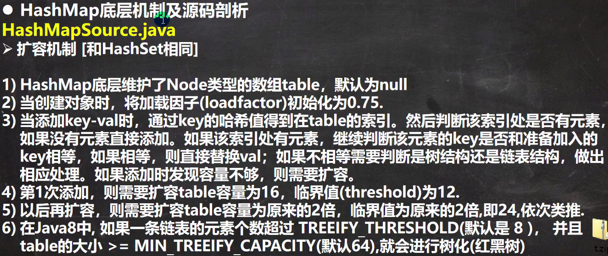 ● HashMap底层机制及源码剖析
HashMapSource.java
➢ 扩容机制 [和HashSet相同]
1) HashMap底层维护了Node类型的数组table，默认为null
2) 当创建对象时，将加载因子(loadfactor)初始化为0.75.
3) 当添加key-val时，通过key的哈希值得到在table的索引。然后判断该索引处是否有元素，
如果没有元素直接添加。如果该索引处有元素，继续判断该元素的key是否和准备加入的
key相等，如果相等，则直接替换val；如果不相等需要判断是树结构还是链表结构，做出
相应处理。如果添加时发现容量不够，则需要扩容。
4) 第1次添加，则需要扩容table容量为16，临界值(threshold)为12.
5) 以后再扩容，则需要扩容table容量为原来的2倍，临界值为原来的2倍,即24,依次类推.
6) 在Java8中, 如果一条链表的元素个数超过 TREEIFY_THRESHOLD(默认是 8 )， 并且
table的大小 >= MIN_TREEIFY_CAPACITY(默认64),就会进行树化(红黑树)